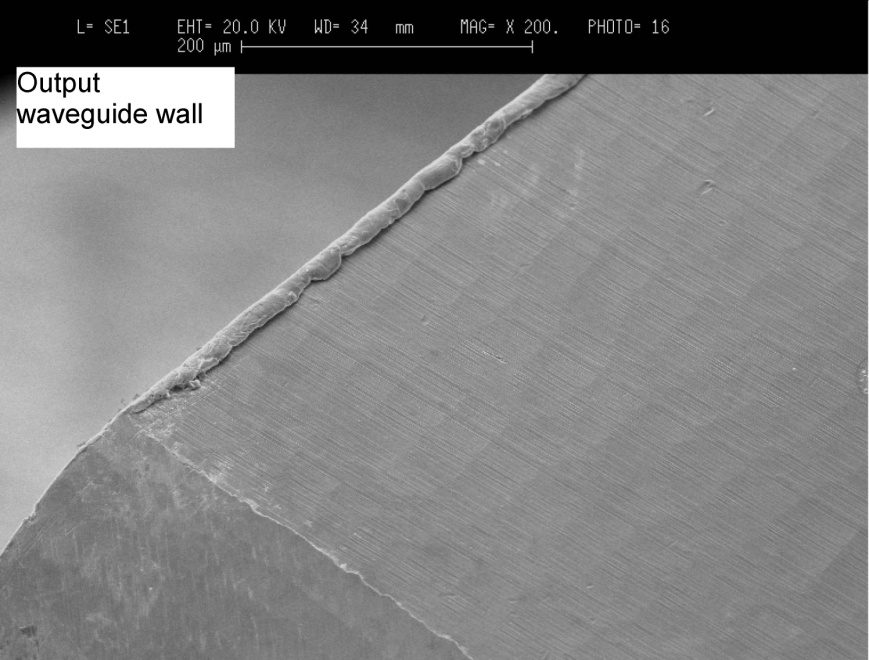 L= SE1 EHT= 20.0 KV WD= 34 mm MAG= X 200. PHOTO= 16
200 µm
Output
waveguide wall